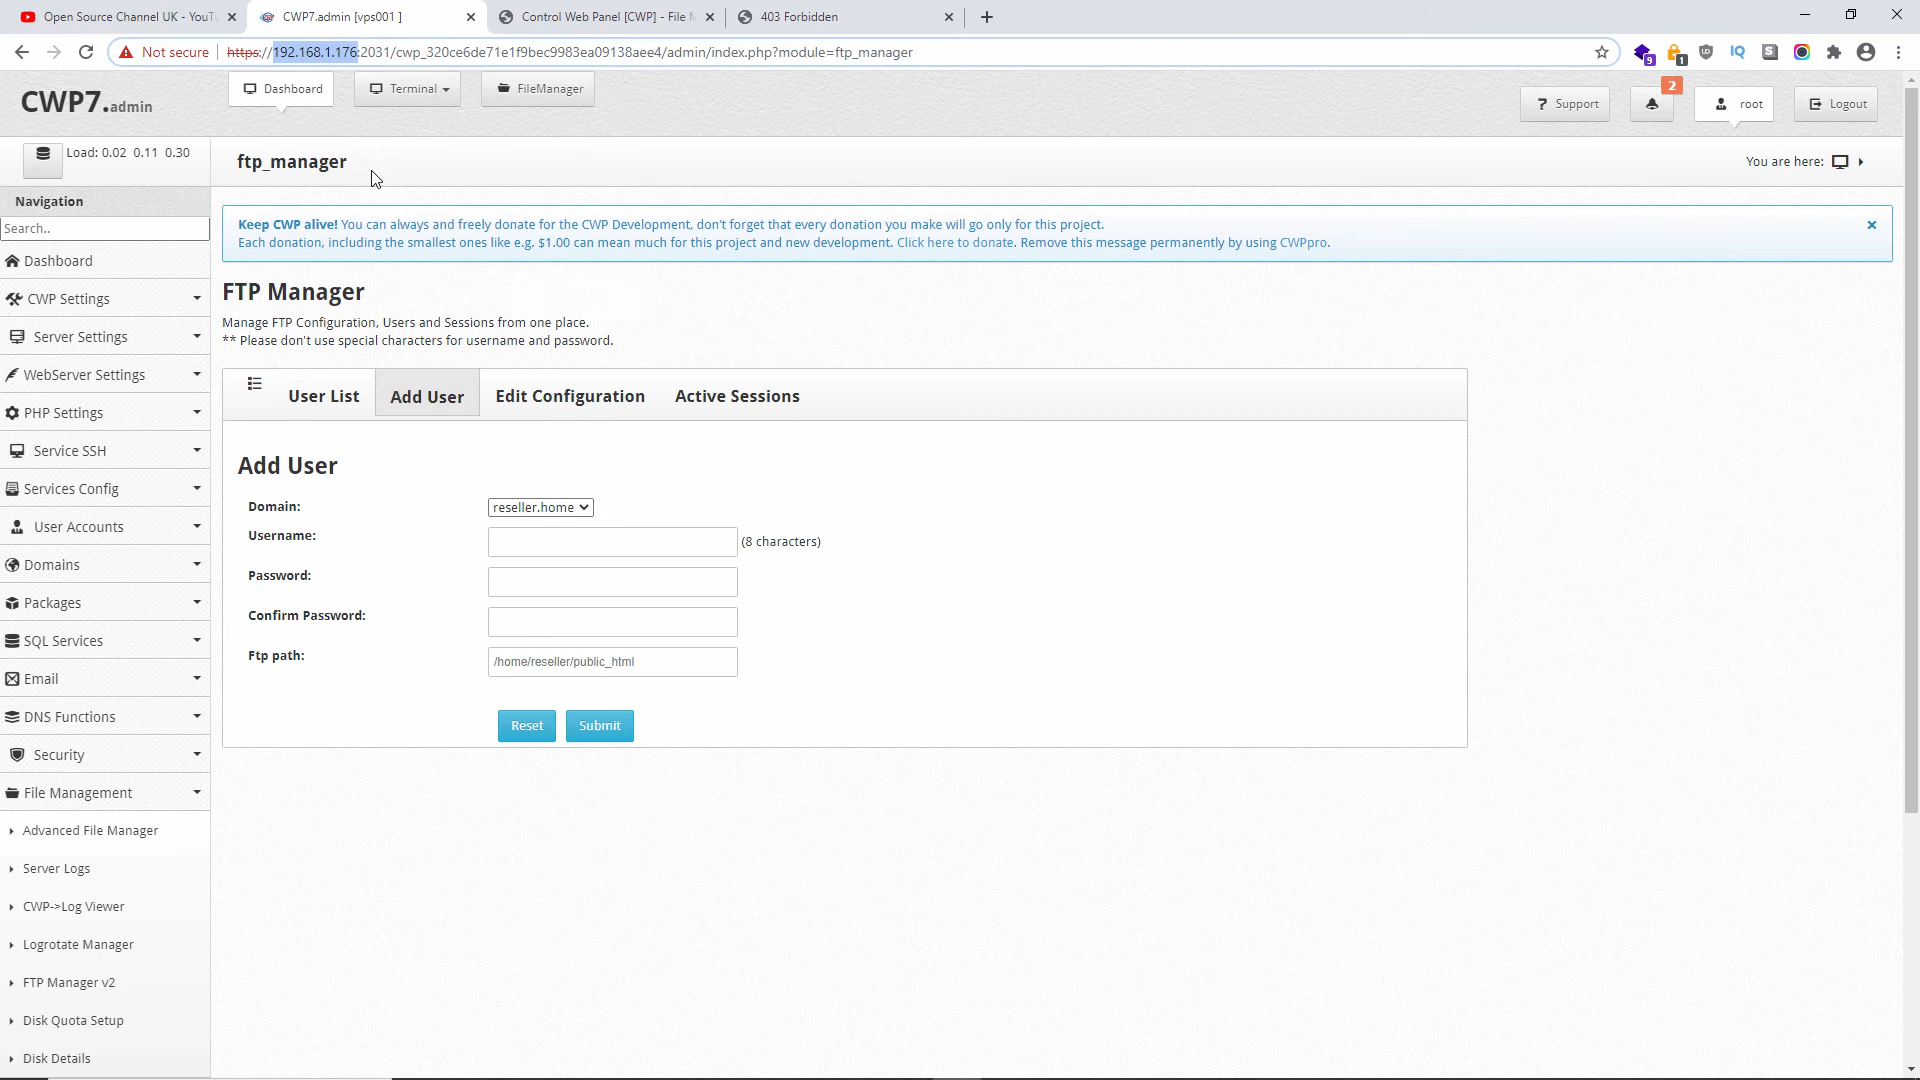 Open Source Channel UK - YouTu
CWP7.admin [vps001 ]
Control Web Panel [CWP] - File M
403 Forbidden
Not secure
https://192.168.1.176:2031/cwp_320ce6de71e1f9bec9983ea09138aee4/admin/index.php?module=ftp_manager
9
1
CWP7.admin
Dashboard
Terminal
FileManager
Support
2
root
Logout
Load: 0.02 0.11 0.30
ftp_manager
You are here:
Navigation
Search..
Dashboard
CWP Settings
Server Settings
WebServer Settings
PHP Settings
Service SSH
Services Config
User Accounts
Domains
Packages
SQL Services
Email
DNS Functions
Security
File Management
Advanced File Manager
Server Logs
CWP->Log Viewer
Logrotate Manager
FTP Manager v2
Disk Quota Setup
Disk Details
Keep CWP alive! You can always and freely donate for the CWP Development, don't forget that every donation you make will go only for this project.
Each donation, including the smallest ones like e.g. $1.00 can mean much for this project and new development. Click here to donate. Remove this message permanently by using CWPpro.
FTP Manager
Manage FTP Configuration, Users and Sessions from one place.
** Please don't use special characters for username and password.
User List
Add User
Edit Configuration
Active Sessions
Add User
Domain:
reseller.home
Username:
(8 characters)
Password:
Confirm Password:
Ftp path:
/home/reseller/public_html
Reset
Submit